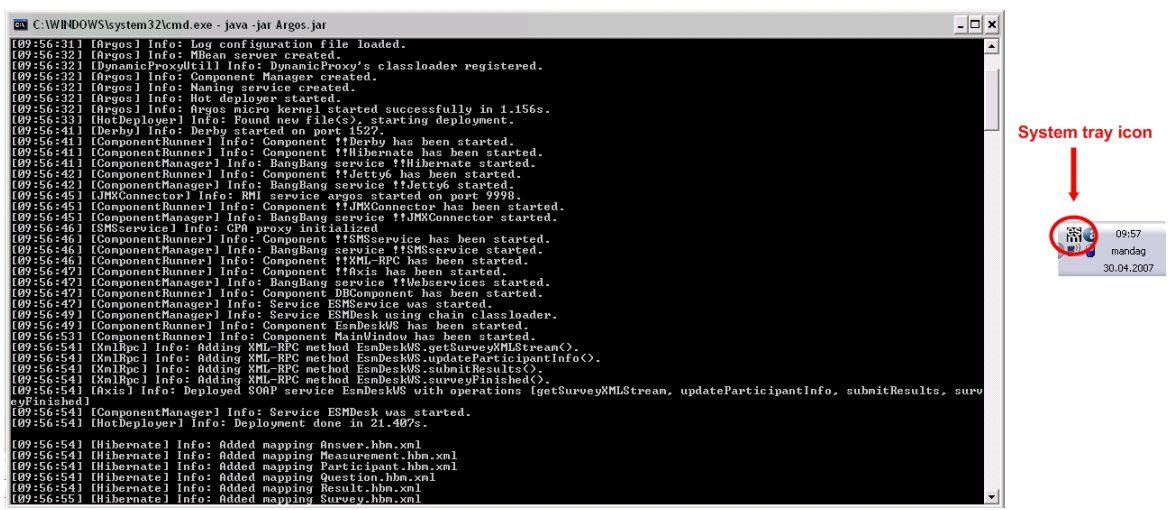 C:\WINDOWS\system32\cmd.exe - java -jar Argos.jar
[09:56:31] [Argos] Info: Log configuration file loaded.
[09:56:32] [Argos] Info: MBean server created.
[09:56:32] [DynamicProxyUtil] Info: DynamicProxy's classloader registered.
[09:56:32] [Argos] Info: Component Manager created.
[09:56:32] [Argos] Info: Naming service created.
[09:56:32] [Argos] Info: Hot deployer started.
[09:56:32] [Argos] Info: Argos micro kernel started successfully in 1.156s.
[09:56:33] [HotDeployer] Info: Found new file(s), starting deployment.
[09:56:41] [Derby] Info: Derby started on port 1527.
[09:56:41] [ComponentRunner] Info: Component !!Derby has been started.
[09:56:41] [ComponentRunner] Info: Component !!Hibernate has been started.
[09:56:41] [ComponentManager] Info: BangBang service !!Hibernate started.
[09:56:42] [ComponentRunner] Info: Component !!Jetty6 has been started.
[09:56:42] [ComponentManager] Info: BangBang service !!Jetty6 started.
[09:56:45] [JMXConnector] Info: RMI service argos started on port 9998.
[09:56:45] [ComponentRunner] Info: Component !!JMXConnector has been started.
[09:56:45] [ComponentManager] Info: BangBang service !!JMXConnector started.
[09:56:46] [SMSservice] Info: CPA proxy initialized
[09:56:46] [ComponentRunner] Info: Component !!SMSservice has been started.
[09:56:46] [ComponentManager] Info: BangBang service !!SMSservice started.
[09:56:46] [ComponentRunner] Info: Component !!XML-RPC has been started.
[09:56:47] [ComponentRunner] Info: Component !!Axis has been started.
[09:56:47] [ComponentManager] Info: BangBang service !!Webservices started.
[09:56:47] [ComponentRunner] Info: Component DBComponent has been started.
[09:56:47] [ComponentManager] Info: Service ESMService was started.
[09:56:49] [ComponentManager] Info: Service ESMDesk using chain classloader.
[09:56:49] [ComponentRunner] Info: Component EsmDeskWS has been started.
[09:56:53] [ComponentRunner] Info: Component MainWindow has been started.
[09:56:54] [XmlRpc] Info: Adding XML-RPC method EsmDeskWS.getSurveyXMLStream().
[09:56:54] [XmlRpc] Info: Adding XML-RPC method EsmDeskWS.updateParticipantInfo().
[09:56:54] [XmlRpc] Info: Adding XML-RPC method EsmDeskWS.submitResults().
[09:56:54] [XmlRpc] Info: Adding XML-RPC method EsmDeskWS.surveyFinished().
[09:56:54] [Axis] Info: Deployed SOAP service EsmDeskWS with operations [getSurveyXMLStream, updateParticipantInfo, submitResults, surv
eyFinished]
[09:56:54] [ComponentManager] Info: Service ESMDesk was started.
[09:56:54] [HotDeployer] Info: Deployment done in 21.407s.
[09:56:54] [Hibernate] Info: Added mapping Answer.hbm.xml
[09:56:54] [Hibernate] Info: Added mapping Measurement.hbm.xml
[09:56:54] [Hibernate] Info: Added mapping Participant.hbm.xml
[09:56:54] [Hibernate] Info: Added mapping Question.hbm.xml
[09:56:54] [Hibernate] Info: Added mapping Result.hbm.xml
[09:56:55] [Hibernate] Info: Added mapping Survey.hbm.xml
System tray icon
09:57
mandag
30.04.2007